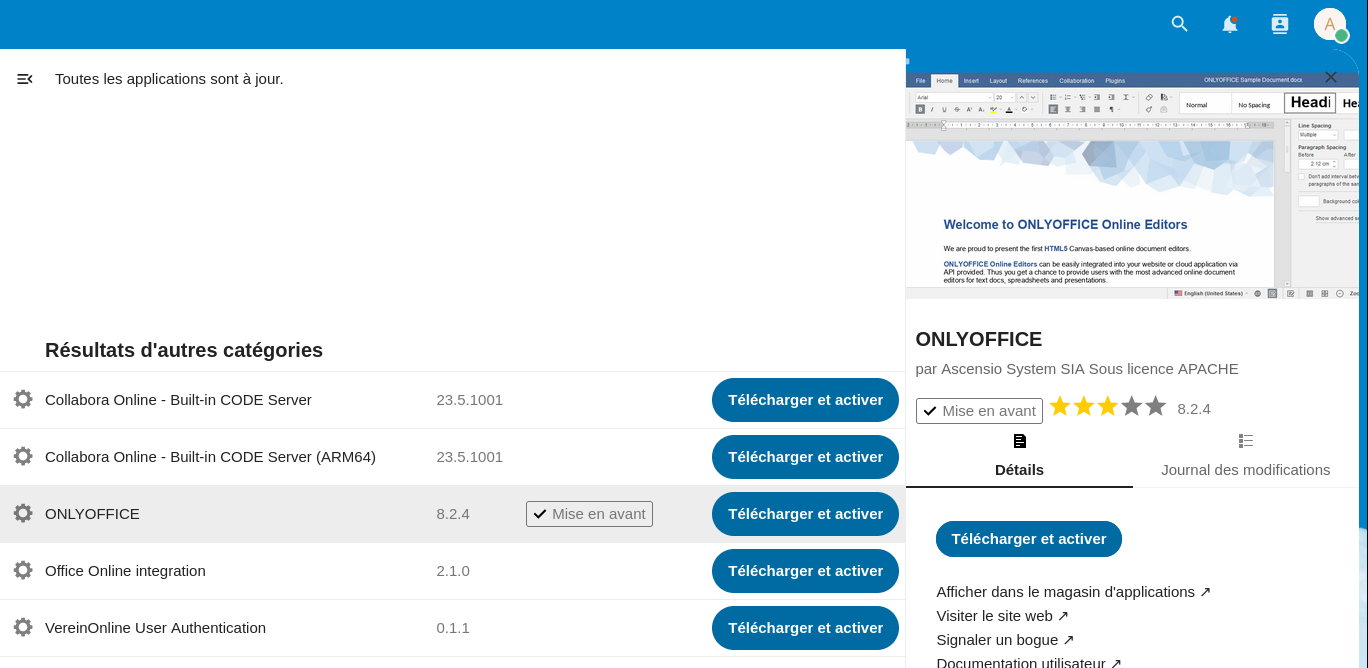 A
Toutes les applications sont à jour.
File Home Insert Layout References Collaboration Plugins ONLYOFFICE Sample Document.docx
Arial 20
Normal No Spacing Headi Hea
Line Spacing
Multiple
Paragraph Spacing
Before After
2.12 cm
Don't add interval betw
paragraphs of the sam
Background col
Show advanced se
Welcome to ONLYOFFICE Online Editors
We are proud to present the first HTML5 Canvas-based online document editors.
ONLYOFFICE Online Editors can be easily integrated into your website or cloud application via
API provided. Thus you get a chance to provide users with the most advanced online document
editors for text docs, spreadsheets and presentations.
English (United States) Zoo
Résultats d'autres catégories
Collabora Online - Built-in CODE Server 23.5.1001 Télécharger et activer
Collabora Online - Built-in CODE Server (ARM64) 23.5.1001 Télécharger et activer
ONLYOFFICE 8.2.4 Mise en avant Télécharger et activer
Office Online integration 2.1.0 Télécharger et activer
VereinOnline User Authentication 0.1.1 Télécharger et activer
ONLYOFFICE
par Ascensio System SIA Sous licence APACHE
Mise en avant 8.2.4
Détails Journal des modifications
Télécharger et activer
Afficher dans le magasin d'applications ↗
Visiter le site web ↗
Signaler un bogue ↗
Documentation utilisateur ↗